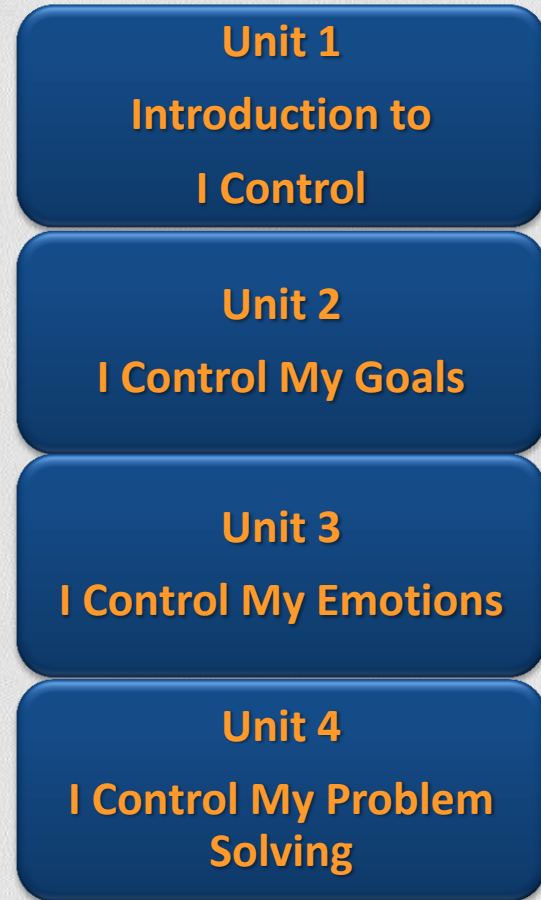 Unit 1
Introduction to
I Control
Unit 2
I Control My Goals
Unit 3
I Control My Emotions
Unit 4
I Control My Problem
Solving